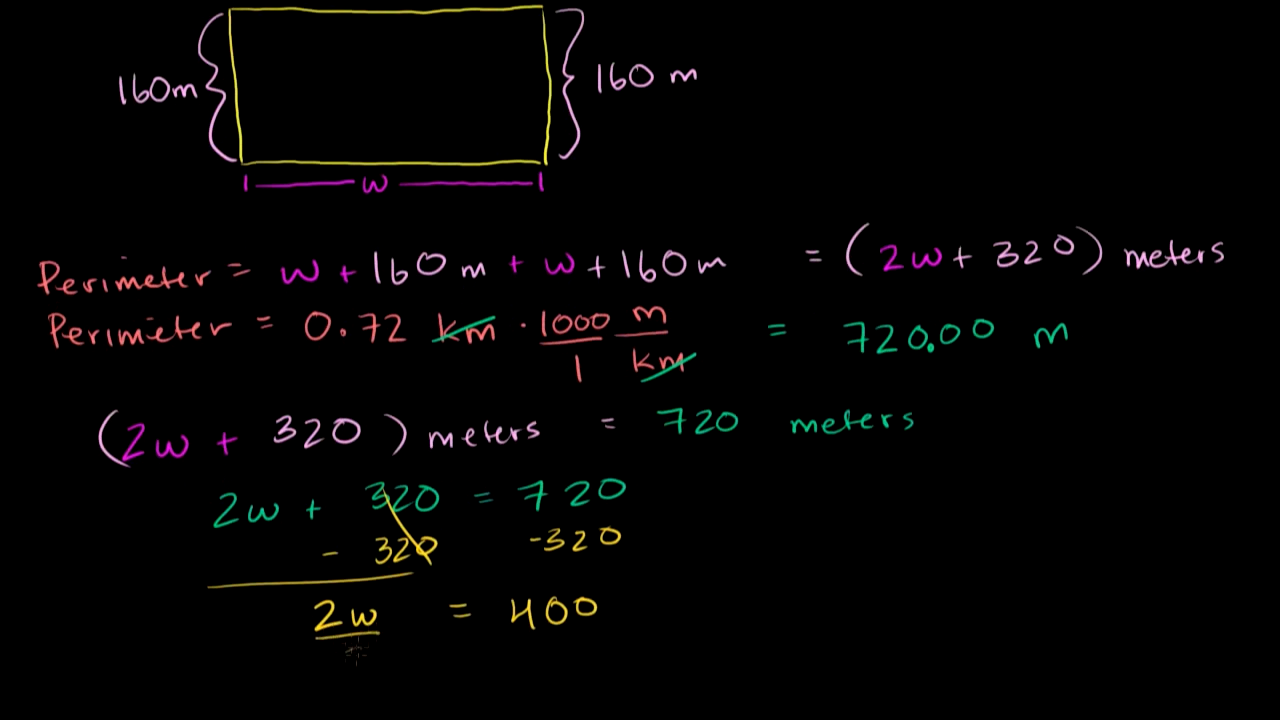 160m 160 m
w
Perimeter = w + 160 m + w + 160 m = (2w + 320) meters
Perimeter = 0.72 km · 1000/1 m/km = 720.00 m
(2w + 320) meters = 720 meters
2w + 320 = 720
- 320 -320
2w = 400